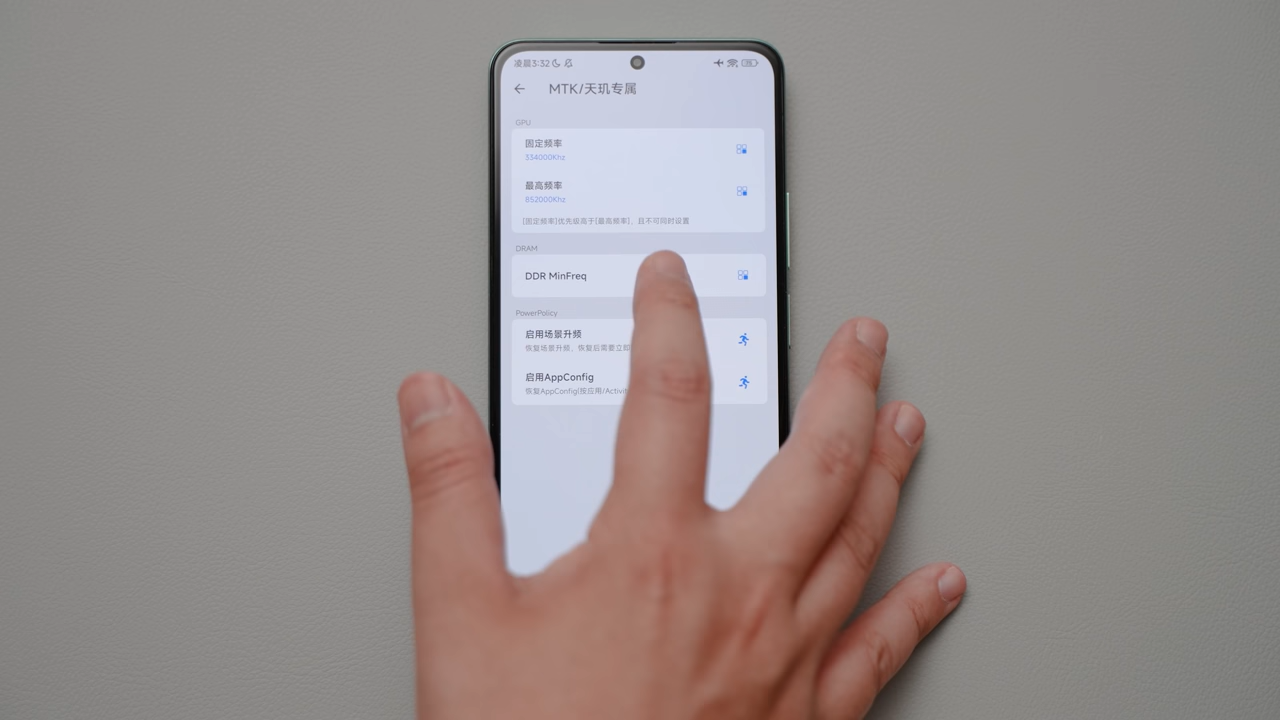 凌晨3:32
MTK/天玑专属
GPU
固定频率
334000Khz
最高频率
852000Khz
[固定频率]优先级高于[最高频率]，且不可同时设置
DRAM
DDR MinFreq
PowerPolicy
启用场景升频
恢复场景升频，恢复后需要立即
启用AppConfig
恢复AppConfig(按应用/Activit